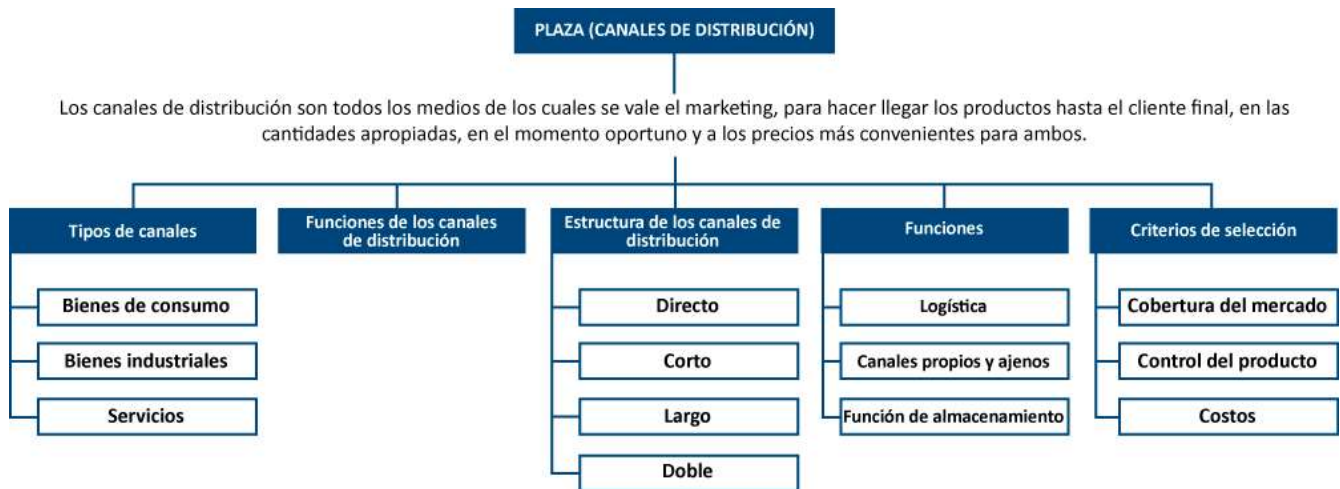 PLAZA (CANALES DE DISTRIBUCIÓN)
Los canales de distribución son todos los medios de los cuales se vale el marketing, para hacer llegar los productos hasta el cliente final, en las
cantidades apropiadas, en el momento oportuno y a los precios más convenientes para ambos.
Tipos de canales
Bienes de consumo
Bienes industriales
Servicios
Funciones de los canales
de distribución
Estructura de los canales de
distribución
Directo
Corto
Largo
Doble
Funciones
Logística
Canales propios y ajenos
Función de almacenamiento
Criterios de selección
Cobertura del mercado
Control del producto
Costos